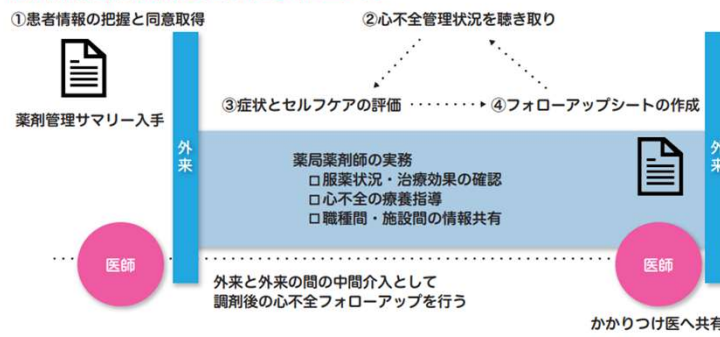 ①患者情報の把握と同意取得
②心不全管理状況を聴き取り
薬剤管理サマリー入手
③症状とセルフケアの評価
④フォローアップシートの作成
外来
薬局薬剤師の実務
□服薬状況・治療効果の確認
□心不全の療養指導
□職種間・施設間の情報共有
外来
医師
医師
外来と外来の間の中間介入として
調剤後の心不全フォローアップを行う
かかりつけ医へ共有